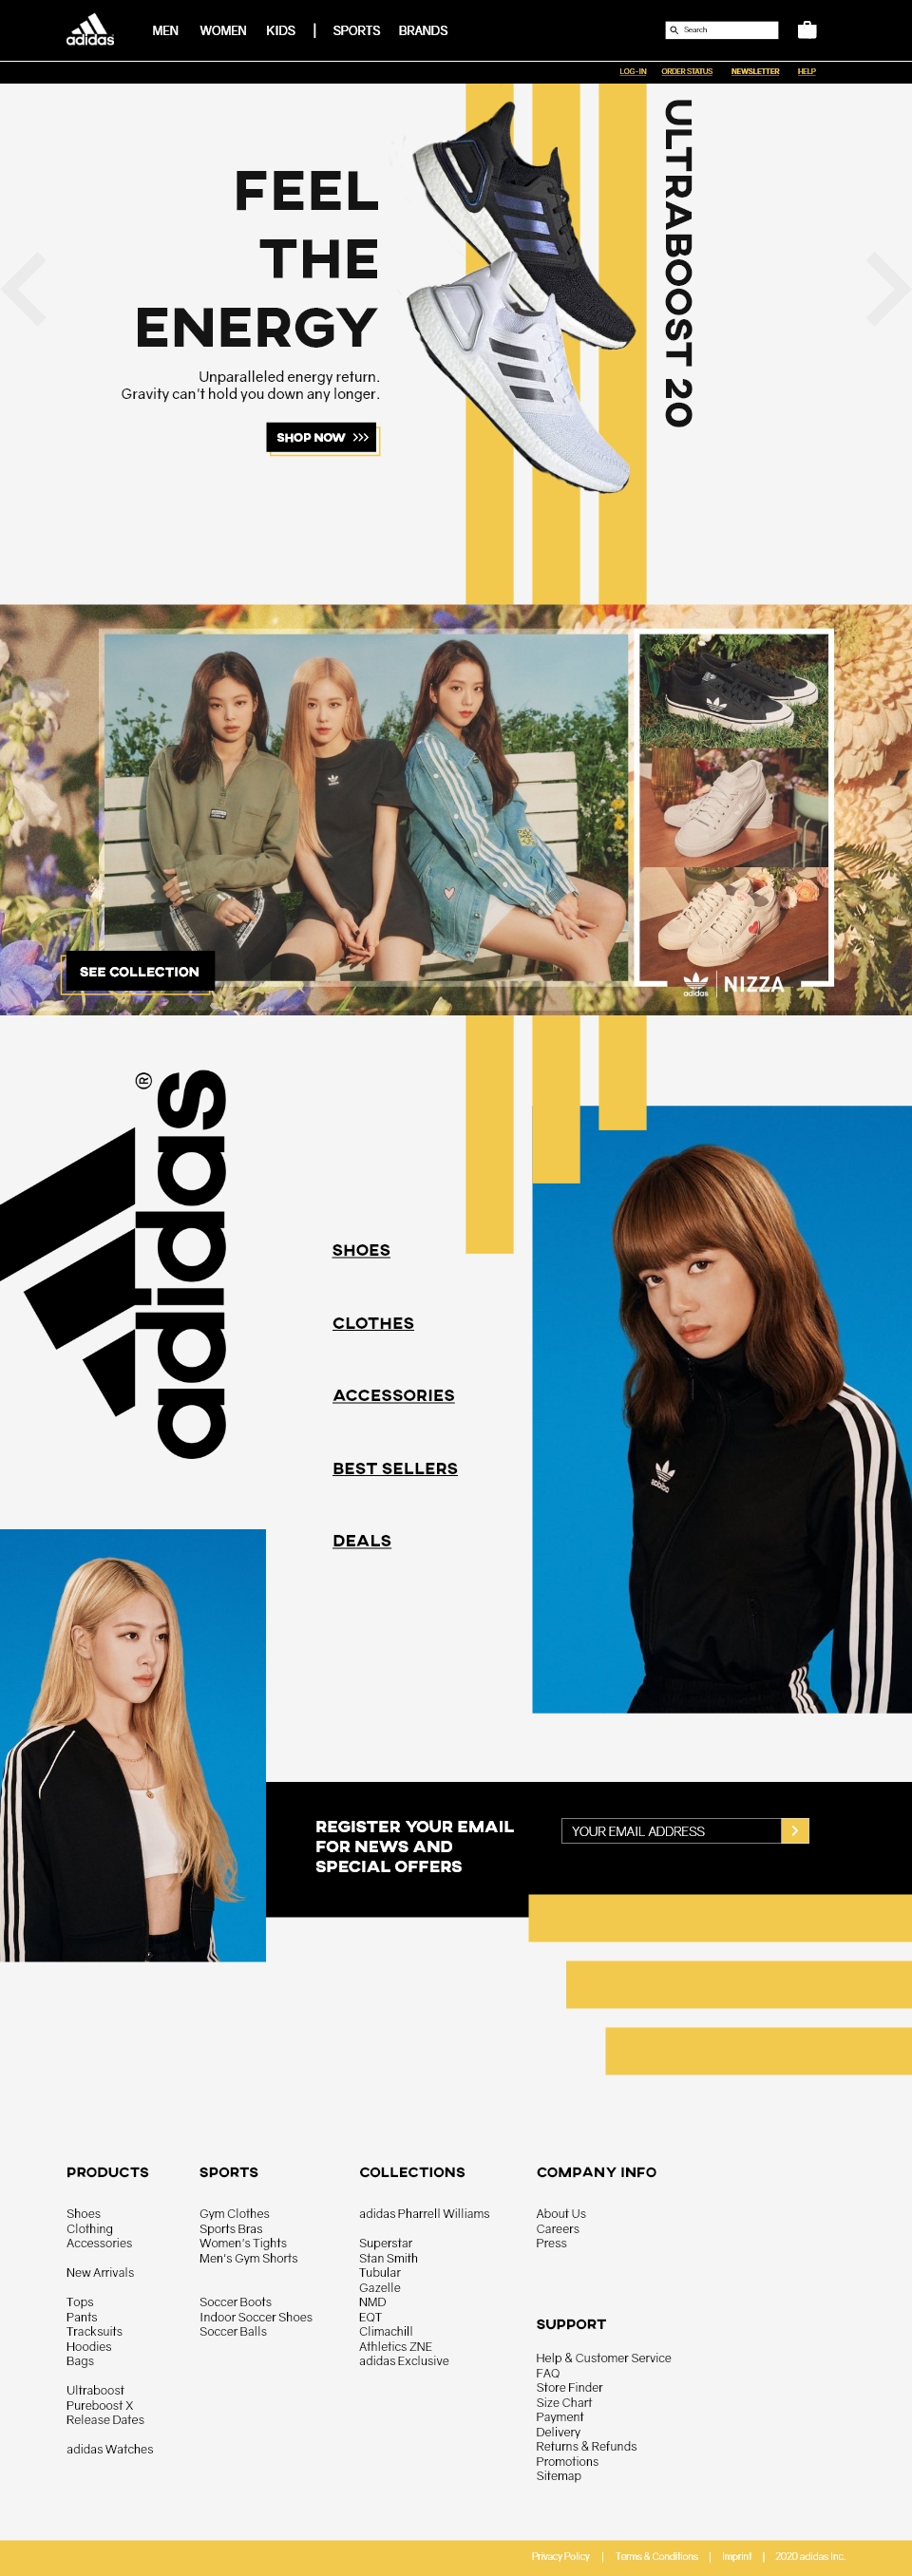 adidas
MEN WOMEN KIDS | SPORTS BRANDS
Search
LOG-IN ORDER STATUS NEWSLETTER HELP
FEEL
THE
ENERGY
Unparalleled energy return.
Gravity can't hold you down any longer.
SHOP NOW >>>
ULTRABOOST 20
SEE COLLECTION
adidas | NIZZA
adidas®
SHOES
CLOTHES
ACCESSORIES
BEST SELLERS
DEALS
adidas
REGISTER YOUR EMAIL
FOR NEWS AND
SPECIAL OFFERS
YOUR EMAIL ADDRESS
PRODUCTS
Shoes
Clothing
Accessories
New Arrivals
Tops
Pants
Tracksuits
Hoodies
Bags
Ultraboost
Pureboost X
Release Dates
adidas Watches
SPORTS
Gym Clothes
Sports Bras
Women's Tights
Men's Gym Shorts
Soccer Boots
Indoor Soccer Shoes
Soccer Balls
COLLECTIONS
adidas Pharrell Williams
Superstar
Stan Smith
Tubular
Gazelle
NMD
EQT
Climachill
Athletics ZNE
adidas Exclusive
COMPANY INFO
About Us
Careers
Press
SUPPORT
Help & Customer Service
FAQ
Store Finder
Size Chart
Payment
Delivery
Returns & Refunds
Promotions
Sitemap
Privacy Policy | Terms & Conditions | Imprint | 2020 adidas Inc.